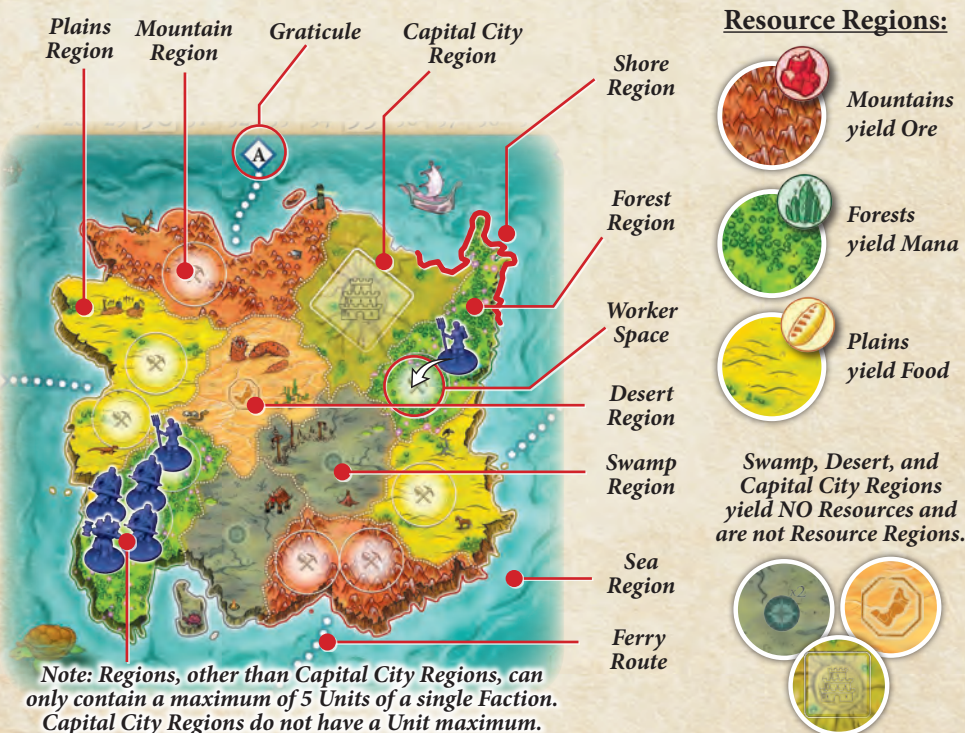 Plains
Region
Mountain
Region
Graticule
Capital City
Region
Shore
Region
Forest
Region
Worker
Space
Desert
Region
Swamp
Region
Sea
Region
Ferry
Route
A
Note: Regions, other than Capital City Regions, can
only contain a maximum of 5 Units of a single Faction.
Capital City Regions do not have a Unit maximum.
Resource Regions:
Mountains
yield Ore
Forests
yield Mana
Plains
yield Food
Swamp, Desert, and
Capital City Regions
yield NO Resources and
are not Resource Regions.
x2